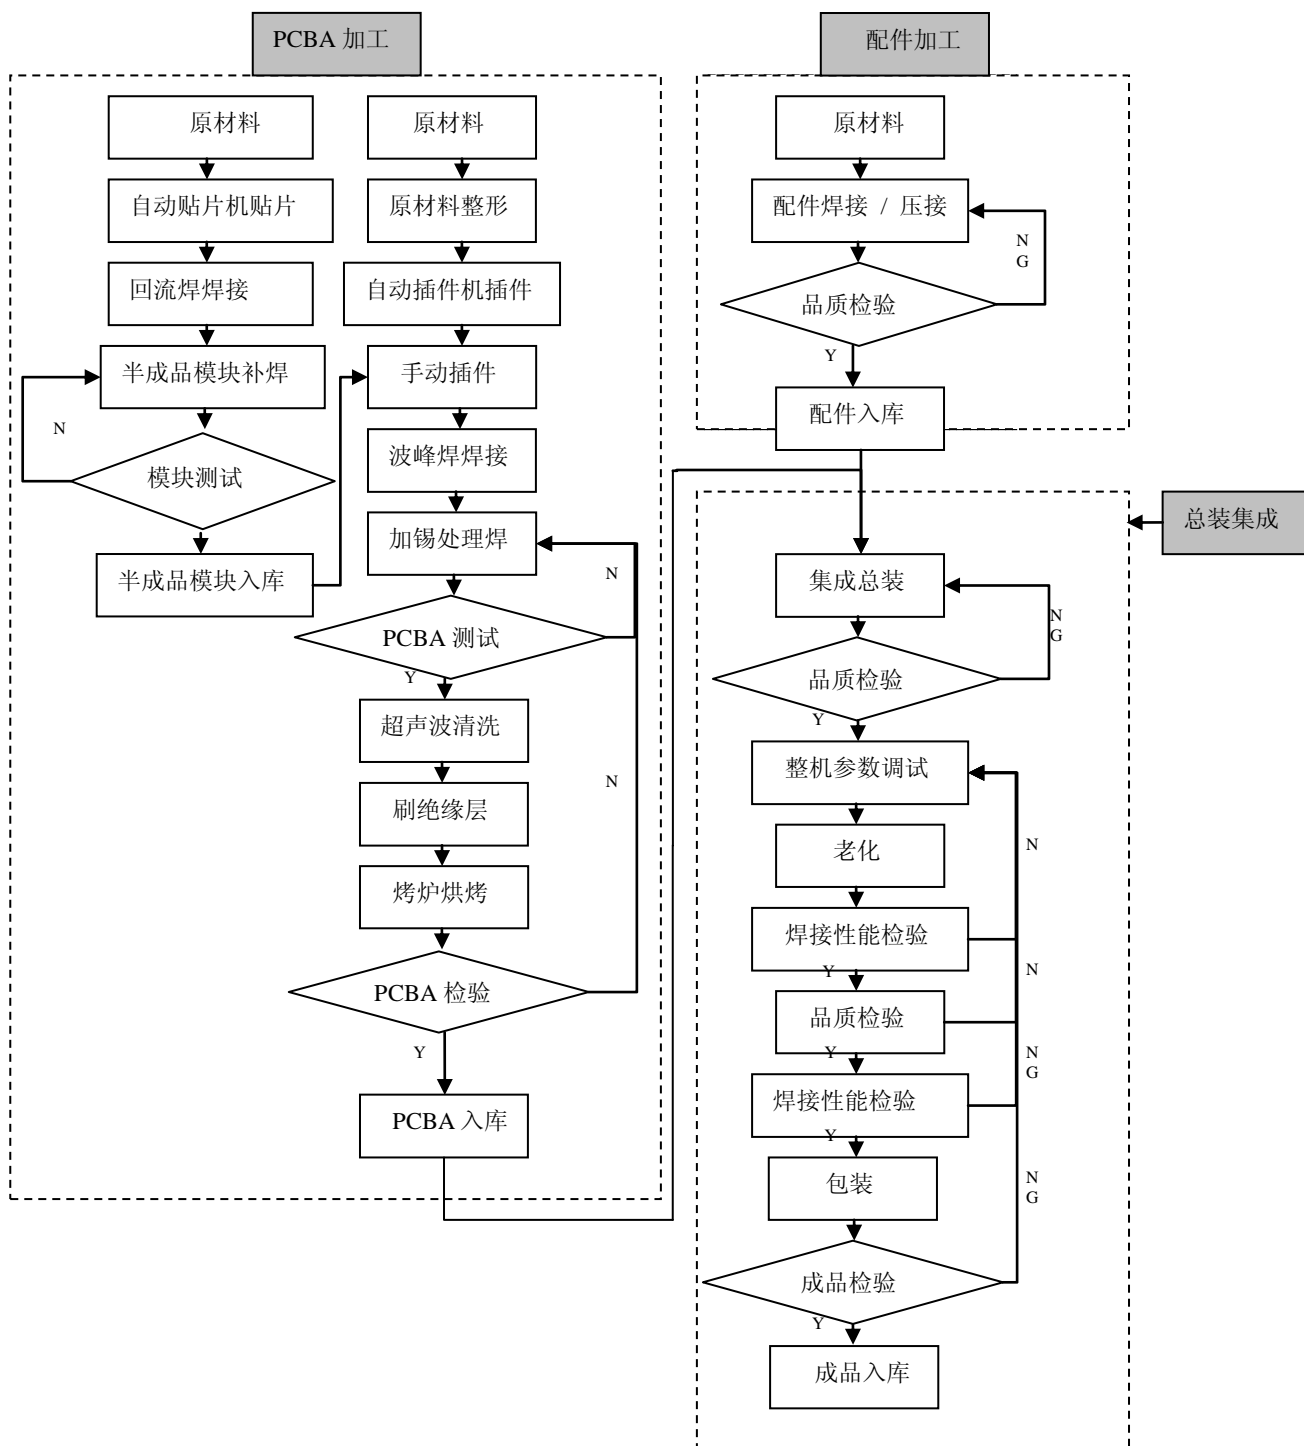 PCBA 加工
原材料
自动贴片机贴片
回流焊焊接
半成品模块补焊
N
模块测试
半成品模块入库
原材料
原材料整形
自动插件机插件
手动插件
波峰焊焊接
加锡处理焊
N
PCBA 测试
Y
超声波清洗
N
刷绝缘层
烤炉烘烤
PCBA 检验
Y
PCBA 入库
配件加工
原材料
配件焊接 / 压接
N
G
品质检验
Y
配件入库
总装集成
集成总装
N
G
品质检验
Y
整机参数调试
N
老化
焊接性能检验
Y
N
品质检验
Y
N
G
焊接性能检验
Y
包装
N
G
成品检验
Y
成品入库